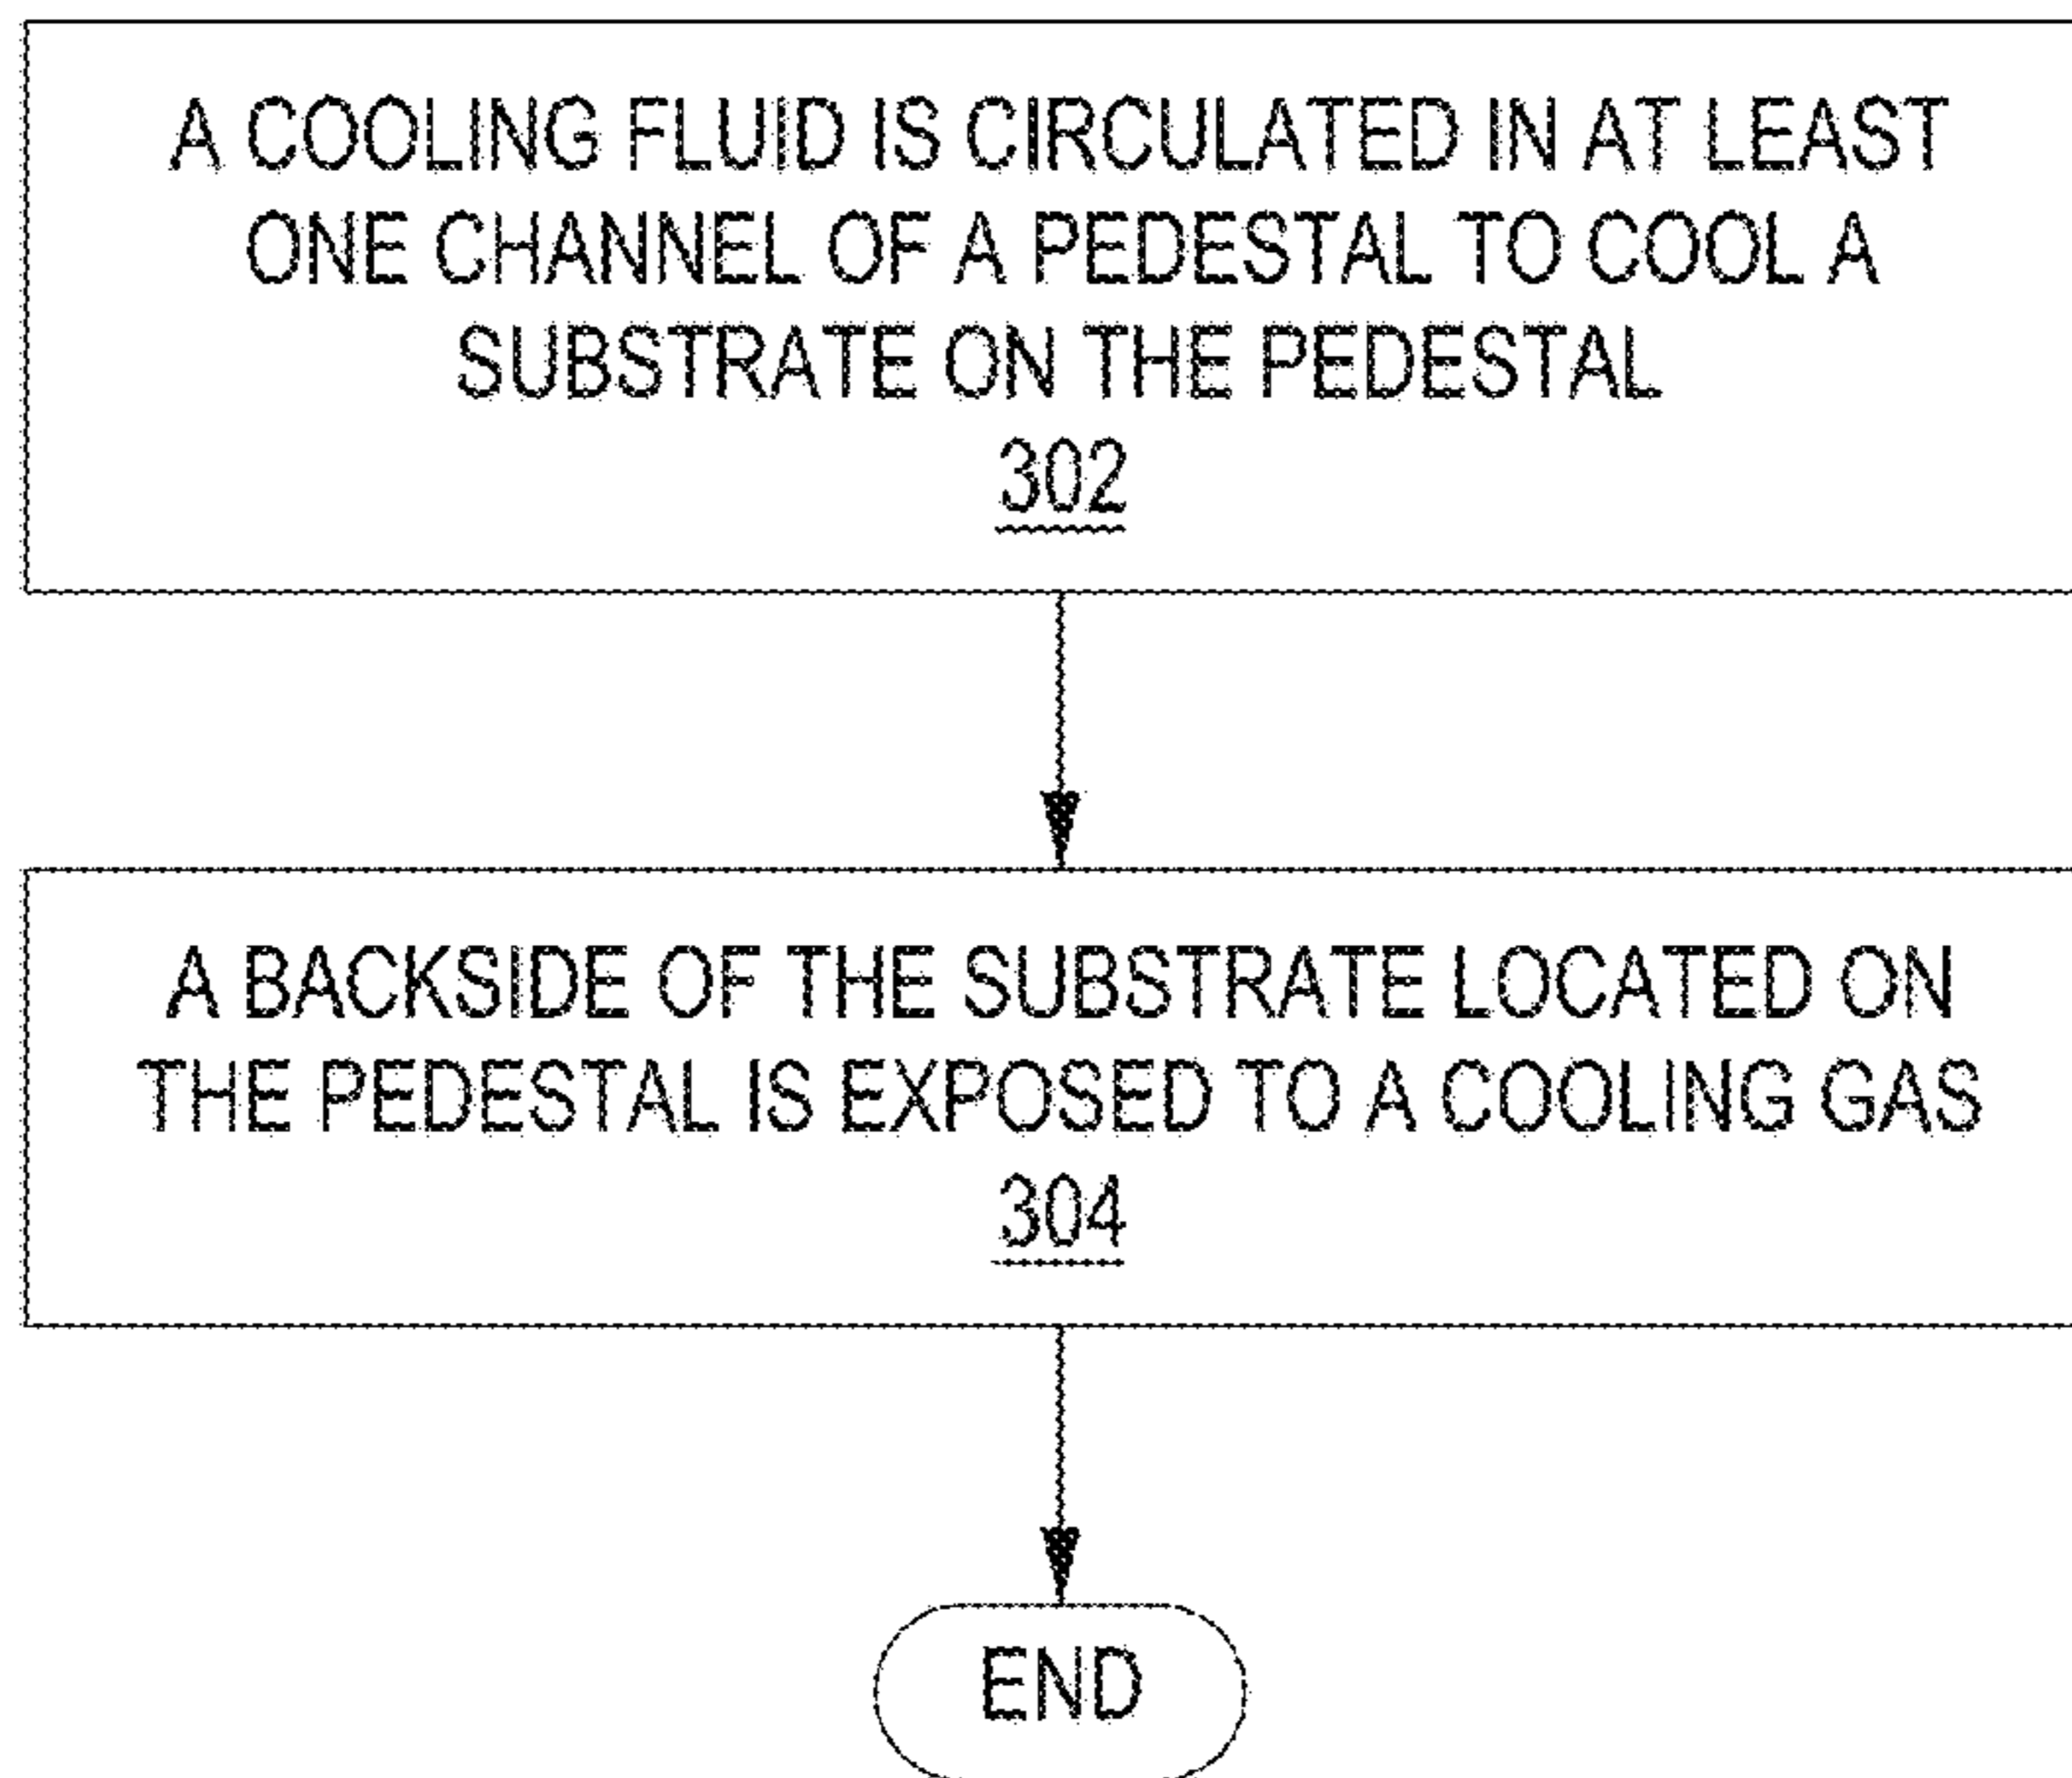 A COOLING FLUID IS CIRCULATED IN AT LEAST
ONE CHANNEL OF A PEDESTAL TO COOL A
SUBSTRATE ON THE PEDESTAL
302
A BACKSIDE OF THE SUBSTRATE LOCATED ON
THE PEDESTAL IS EXPOSED TO A COOLING GAS
304
END